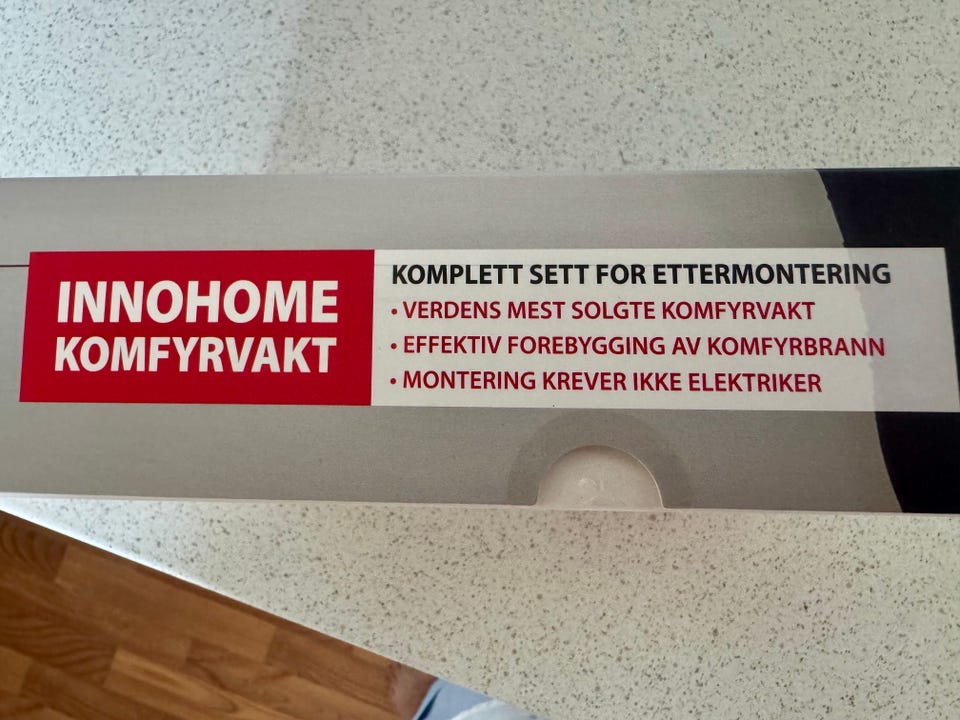 INNOHOME
KOMFYRVAKT
KOMPLETT SETT FOR ETTERMONTERING
• VERDENS MEST SOLGTE KOMFYRVAKT
• EFFEKTIV FOREBYGGING AV KOMFYRBRANN
• MONTERING KREVER IKKE ELEKTRIKER